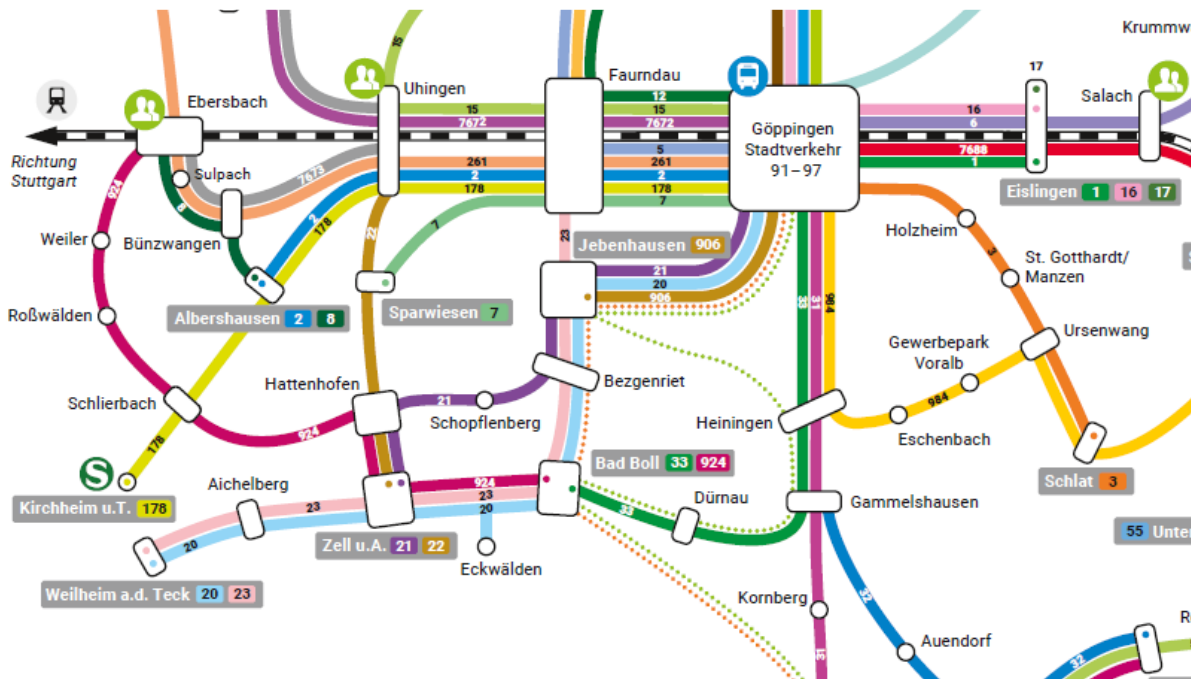 Krummw
15
17
Faurndau
Uhingen
Salach
Ebersbach
12
15
15
16
7672
7672
6
Göppingen
Stadtverkehr
91–97
Richtung
Stuttgart
5
7688
261
261
1
7673
2
2
178
178
7
924
Sulpach
Eislingen 1 16 17
8
2
178
22
7
23
Weiler
Bünzwangen
Jebenhausen 906
Holzheim
3
St. Gotthardt/
Manzen
21
20
906
33
31
984
Roßwälden
Albershausen 2 8
Sparwiesen 7
Ursenwang
Gewerbepark
Voralb
Hattenhofen
Bezgenriet
Schlierbach
21
Schopflenberg
984
Heiningen
Eschenbach
924
178
Bad Boll 33 924
Schlat 3
S
Kirchheim u.T. 178
Aichelberg
924
23
23
20
Dürnau
33
Gammelshausen
20
Zell u.A. 21 22
Eckwälden
55 Unter
Weilheim a.d. Teck 20 23
Kornberg
32
Auendorf
31
32